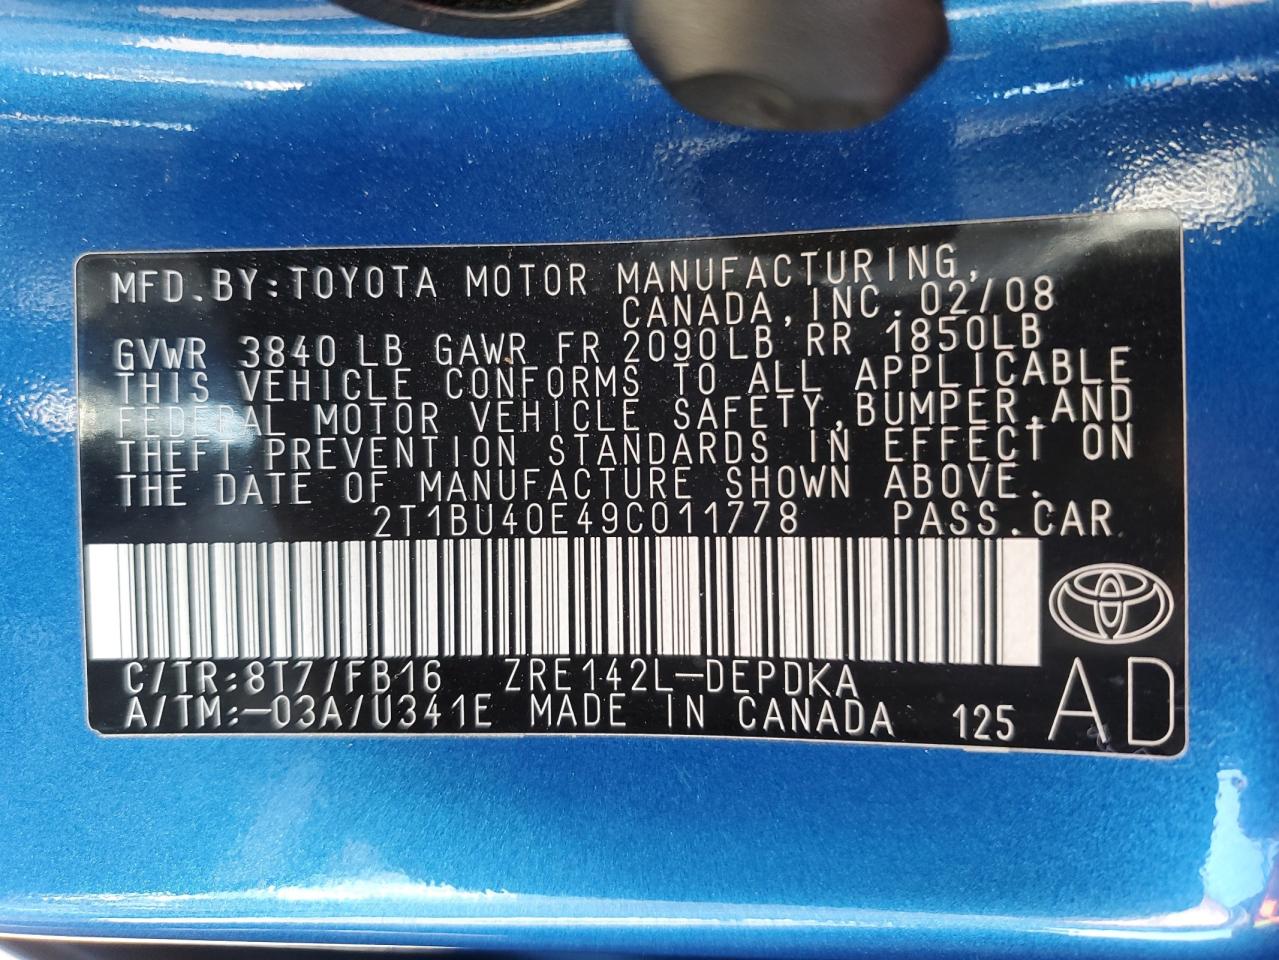 MFD.BY:TOYOTA MOTOR MANUFACTURING,
CANADA,INC.02/08
GVWR 3840 LB GAWR FR 2090LB RR 1850LB
THIS VEHICLE CONFORMS TO ALL APPLICABLE
FEDERAL MOTOR VEHICLE SAFETY,BUMPER,AND
THEFT PREVENTION STANDARDS IN EFFECT ON
THE DATE OF MANUFACTURE SHOWN ABOVE.
2T1BU40E49C011778 PASS.CAR
C/TR:8T7/FB16 ZRE142L-DEPDKA
A/TM:-03A/U341E MADE IN CANADA 125
AD